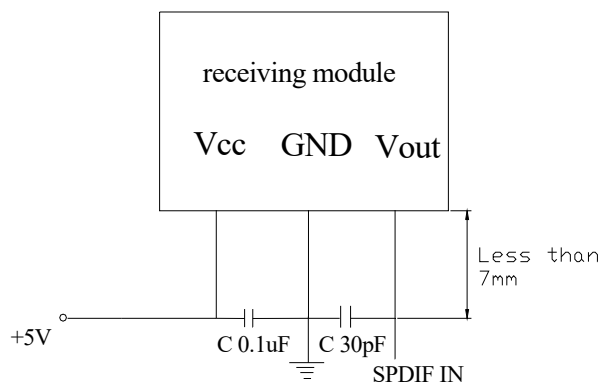 receiving module
Vcc GND Vout
Less than
7mm
+5V
C 0.1uF C 30pF
SPDIF IN